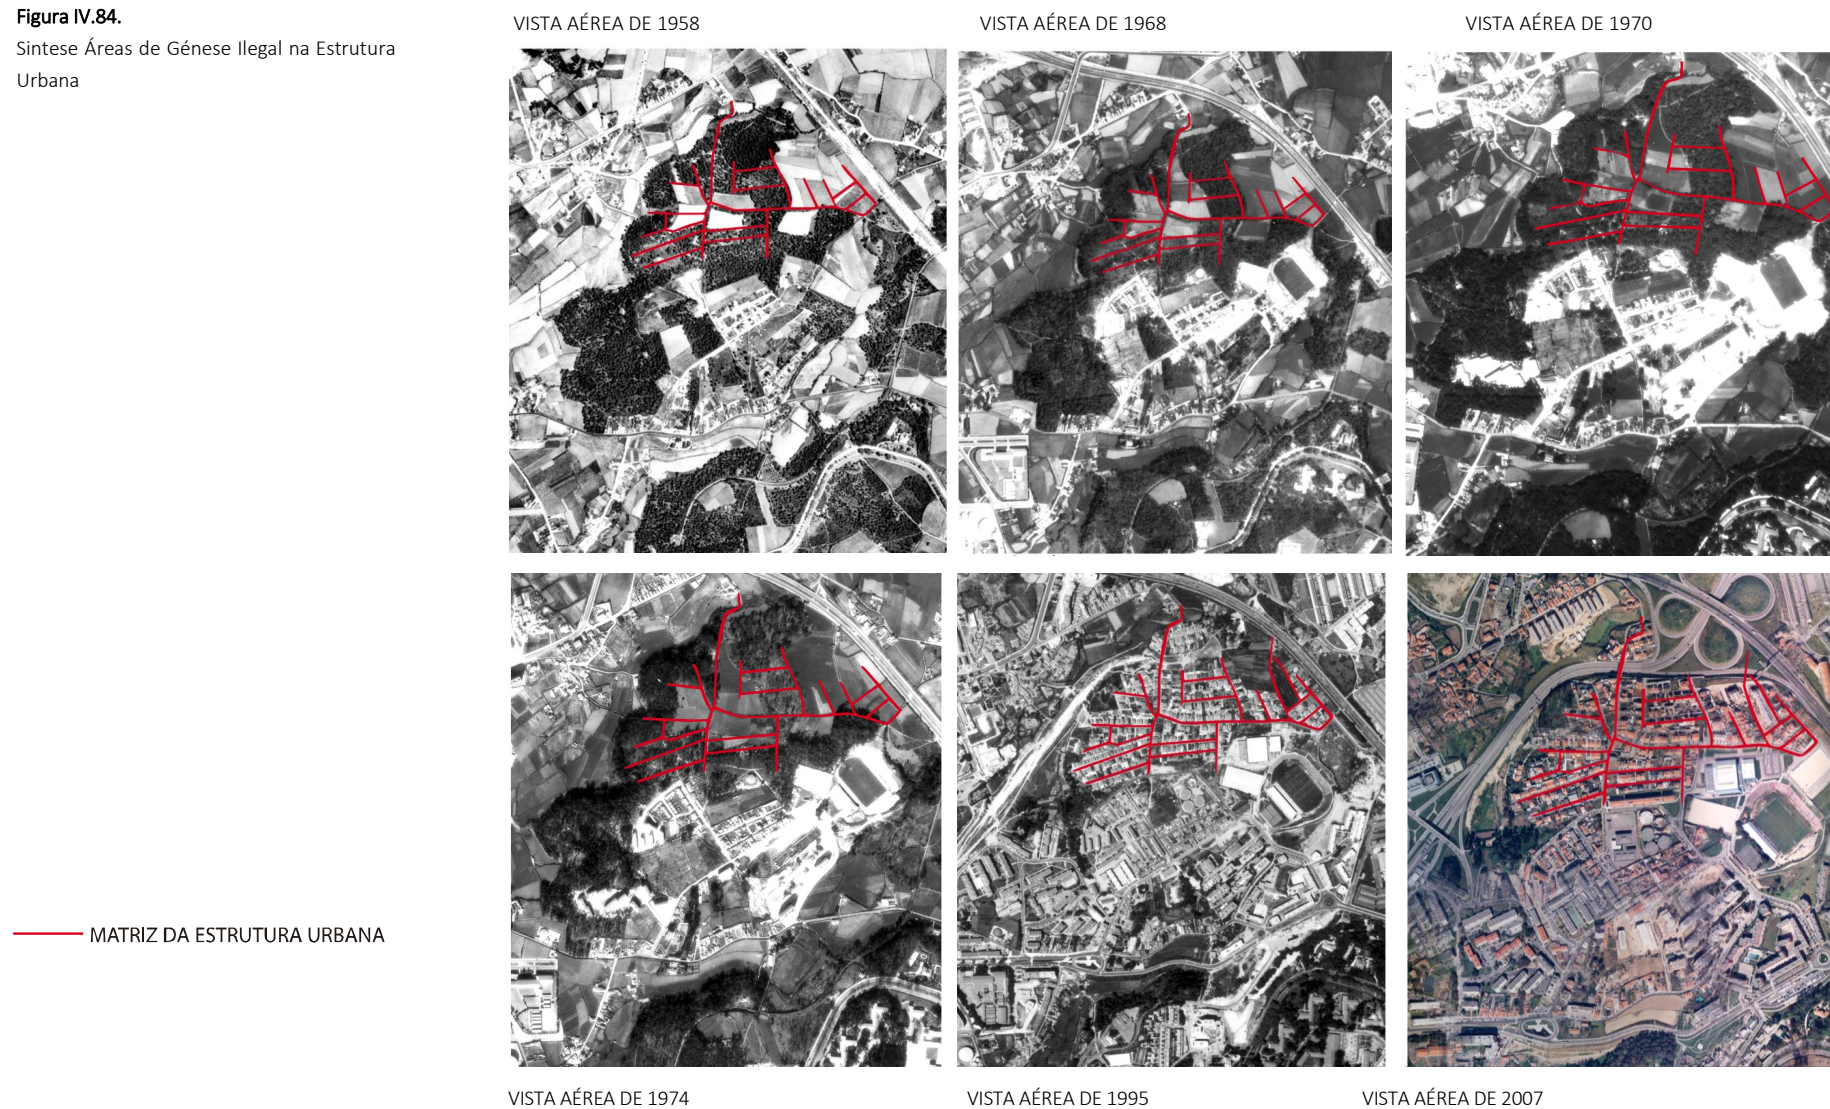 Figura IV.84.
Sintese Áreas de Génese Ilegal na Estrutura
Urbana
VISTA AÉREA DE 1958
VISTA AÉREA DE 1968
VISTA AÉREA DE 1970
MATRIZ DA ESTRUTURA URBANA
VISTA AÉREA DE 1974
VISTA AÉREA DE 1995
VISTA AÉREA DE 2007